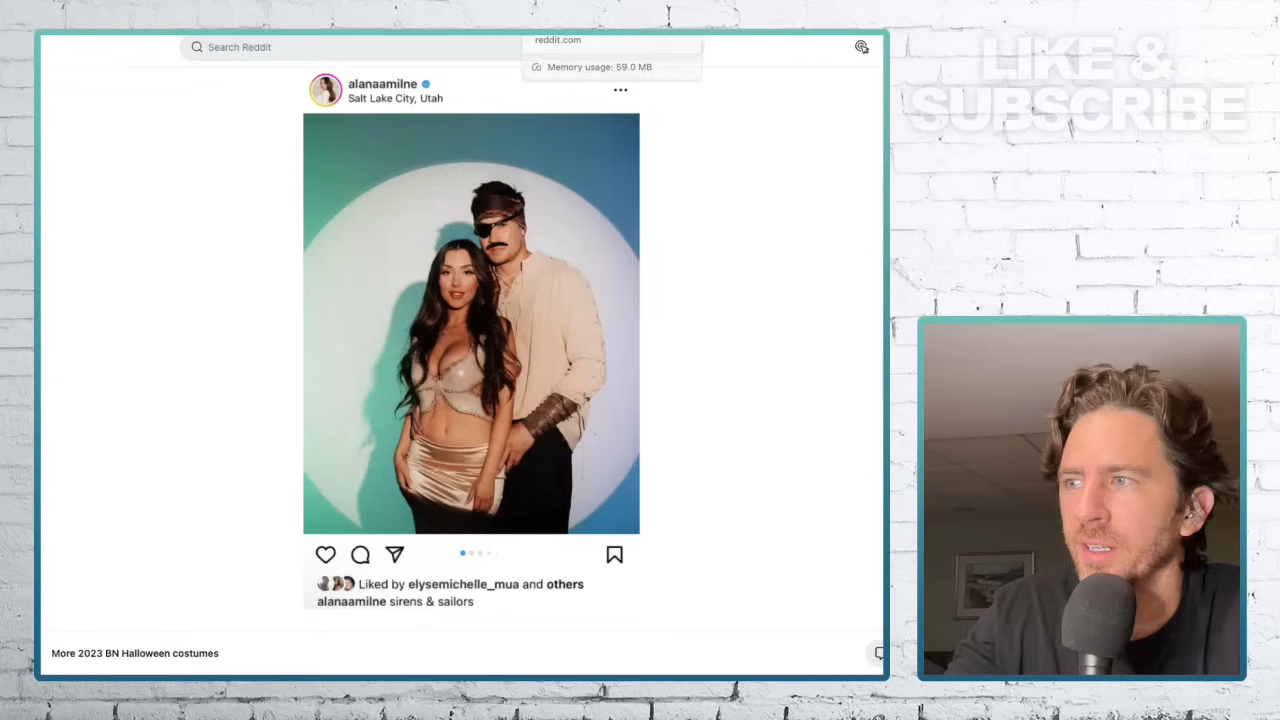 LIKE &
SUBSCRIBE
reddit.com
Search Reddit
Memory usage: 59.0 MB
alanaamilne
Salt Lake City, Utah
Liked by elysemichelle_mua and others
alanaamilne sirens & sailors
More 2023 BN Halloween costumes